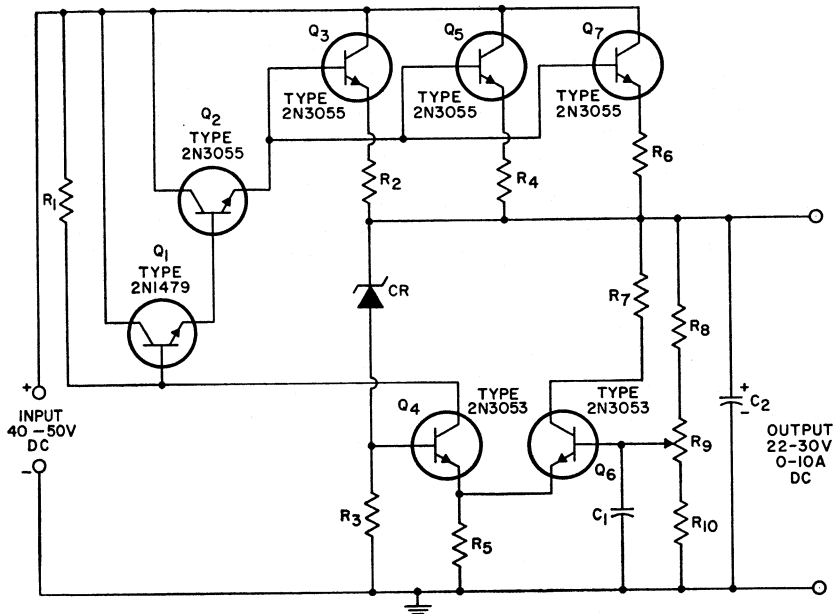 Q3
Q5
Q7
TYPE
2N3055
TYPE
2N3055
TYPE
2N3055
Q2
TYPE
2N3055
R1
R2
R4
R6
Q1
TYPE
2N1479
CR
R7
R8
+
INPUT
40-50V
DC
-
Q4
TYPE
2N3053
TYPE
2N3053
Q6
R9
+
-
C2
OUTPUT
22-30V
0-10A
DC
R3
R5
C1
R10